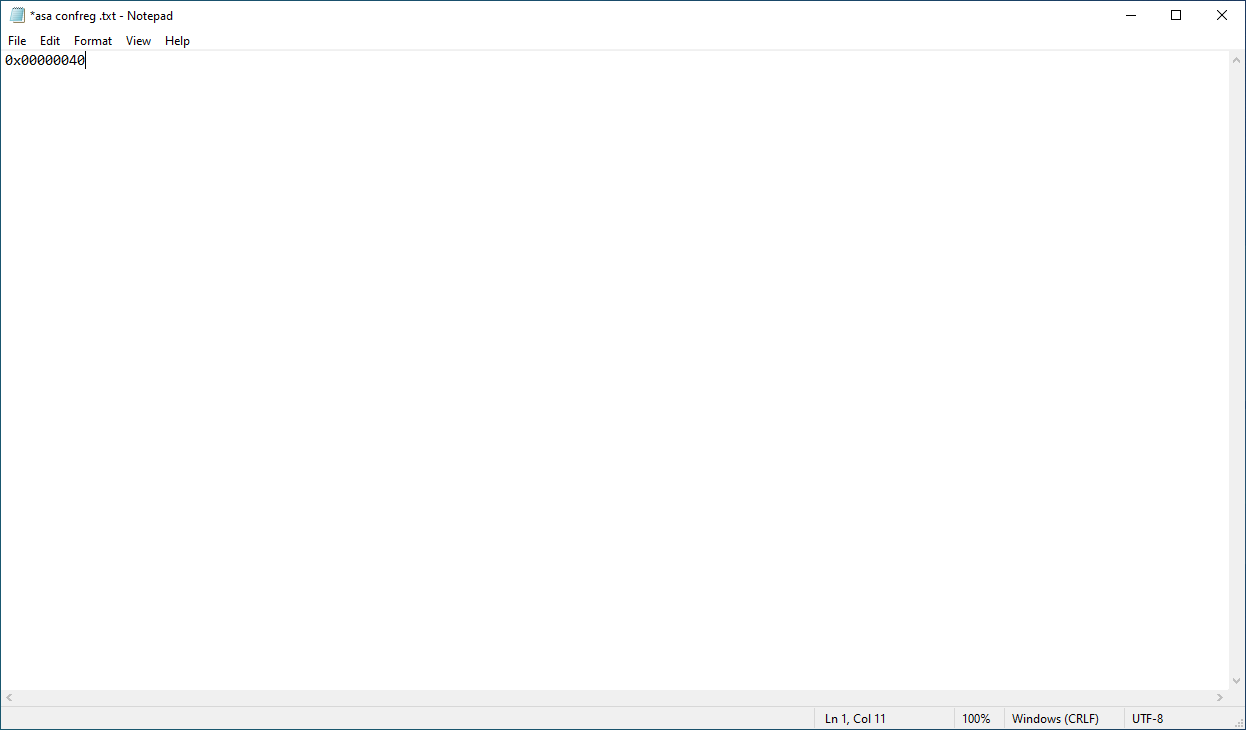 *asa confreg .txt - Notepad
File Edit Format View Help
0x00000040
Ln 1, Col 11 100% Windows (CRLF) UTF-8